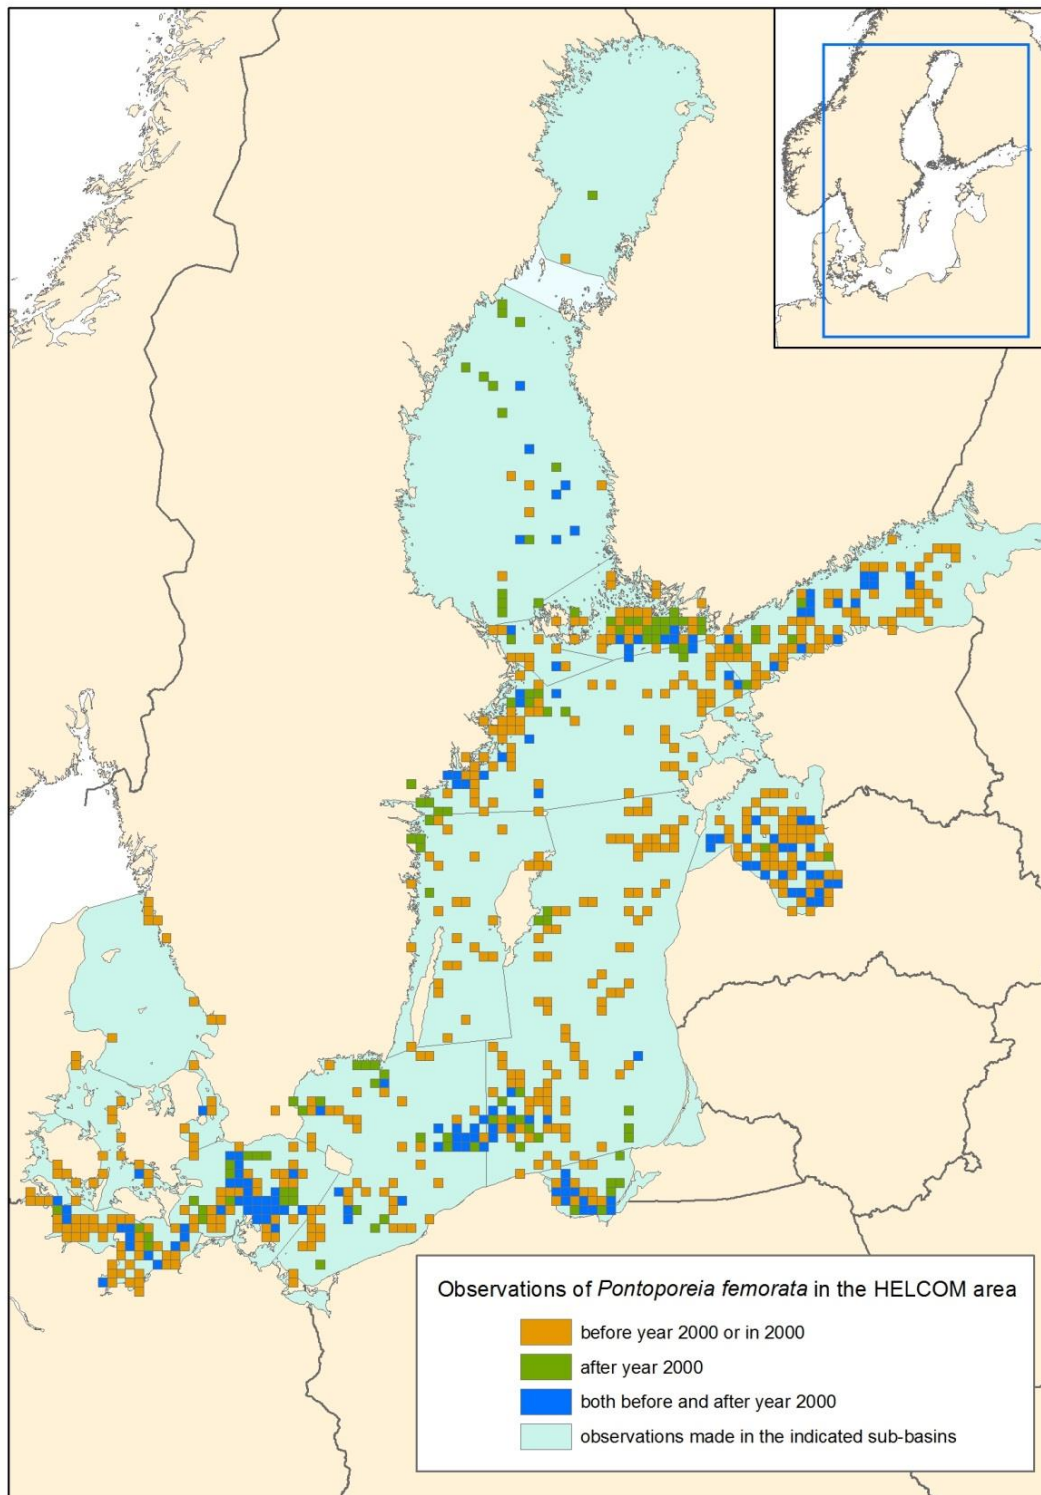 Observations of Pontoporeia femorata in the HELCOM area
before year 2000 or in 2000
after year 2000
both before and after year 2000
observations made in the indicated sub-basins